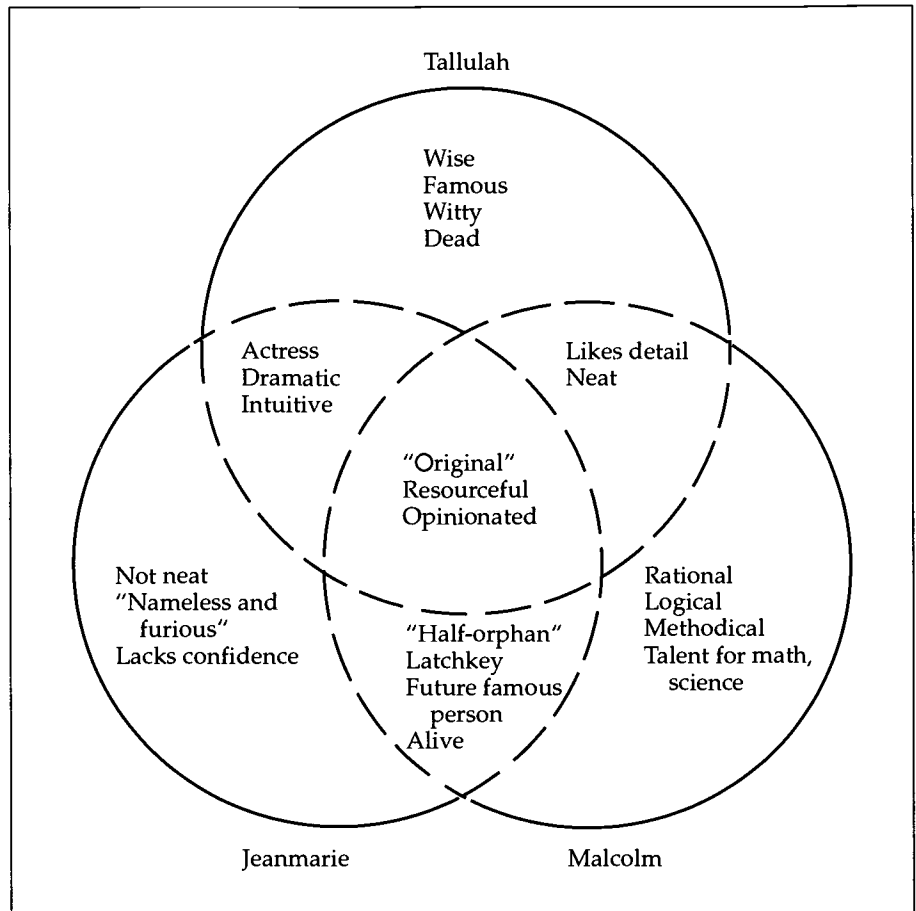 Tallulah
Wise
Famous
Witty
Dead
Actress
Dramatic
Intuitive
Likes detail
Neat
"Original"
Resourceful
Opinionated
Not neat
"Nameless and
furious"
Lacks confidence
"Half-orphan"
Latchkey
Future famous
person
Alive
Rational
Logical
Methodical
Talent for math,
science
Jeanmarie
Malcolm